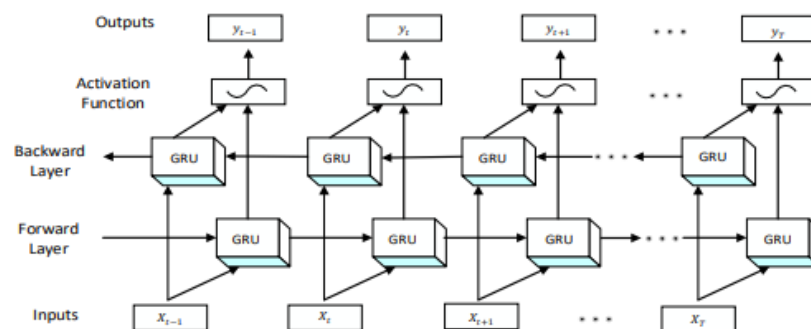 Outputs y_{t-1} y_t y_{t+1} * * * y_T
Activation
Function * * *
Backward
Layer GRU GRU GRU * * * GRU
Forward
Layer GRU GRU GRU * * * GRU
Inputs X_{t-1} X_t X_{t+1} * * * X_T